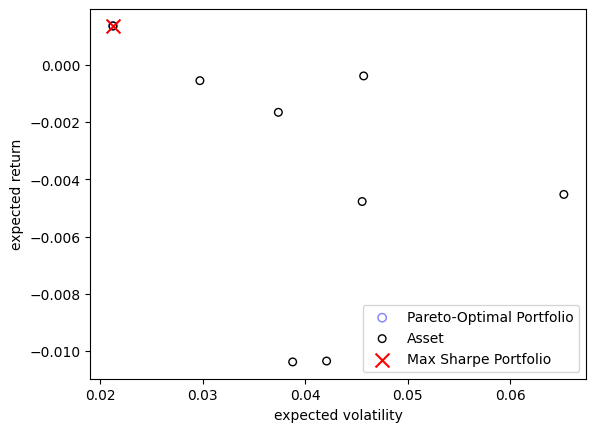 0.000
−0.002
−0.004
−0.006
−0.008
−0.010
expected return
0.02
0.03
0.04
0.05
0.06
expected volatility
Pareto-Optimal Portfolio
Asset
Max Sharpe Portfolio